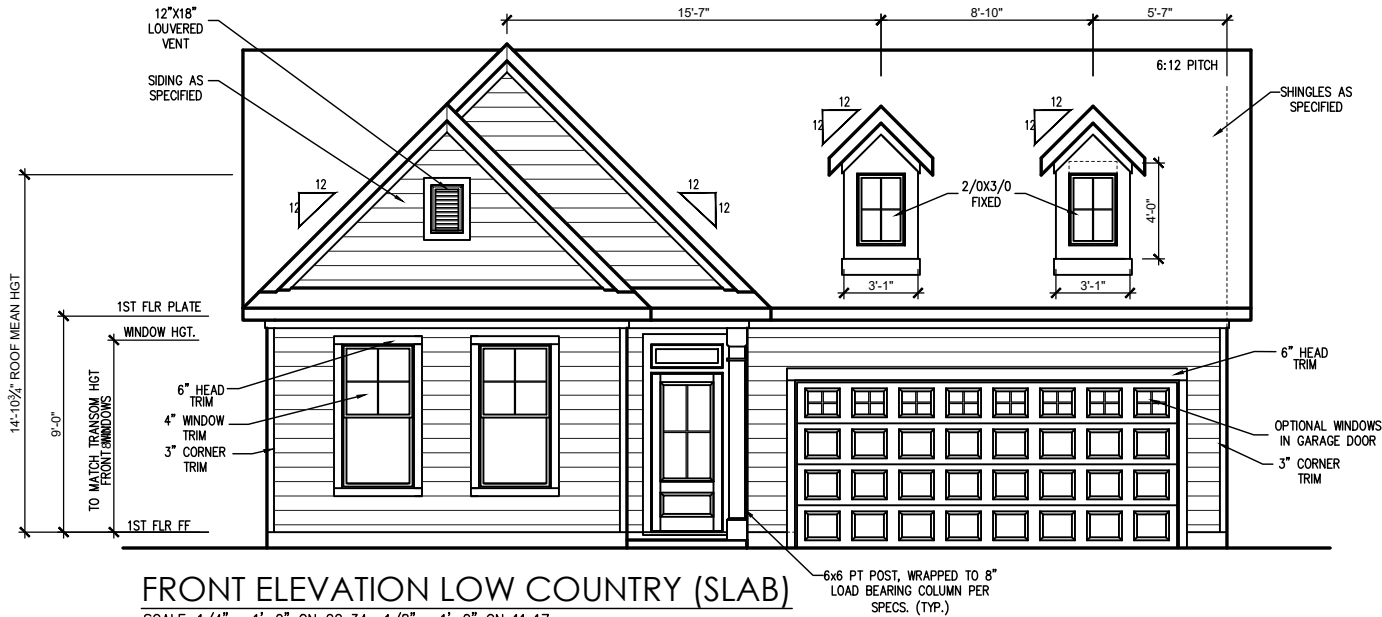 12"X18"
LOUVERED
VENT
15'-7"
8'-10"
5'-7"
6:12 PITCH
SIDING AS
SPECIFIED
SHINGLES AS
SPECIFIED
12
12
12
12
12
12
12
12
2/0X3/0
FIXED
4'-0"
3'-1"
3'-1"
14'-10¾" ROOF MEAN HGT
1ST FLR PLATE
WINDOW HGT.
9'-0"
TO MATCH TRANSOM HGT
FRONT WINDOWS
6" HEAD
TRIM
4" WINDOW
TRIM
3" CORNER
TRIM
6" HEAD
TRIM
OPTIONAL WINDOWS
IN GARAGE DOOR
3" CORNER
TRIM
1ST FLR FF
6x6 PT POST, WRAPPED TO 8"
LOAD BEARING COLUMN PER
SPECS. (TYP.)
FRONT ELEVATION LOW COUNTRY (SLAB)